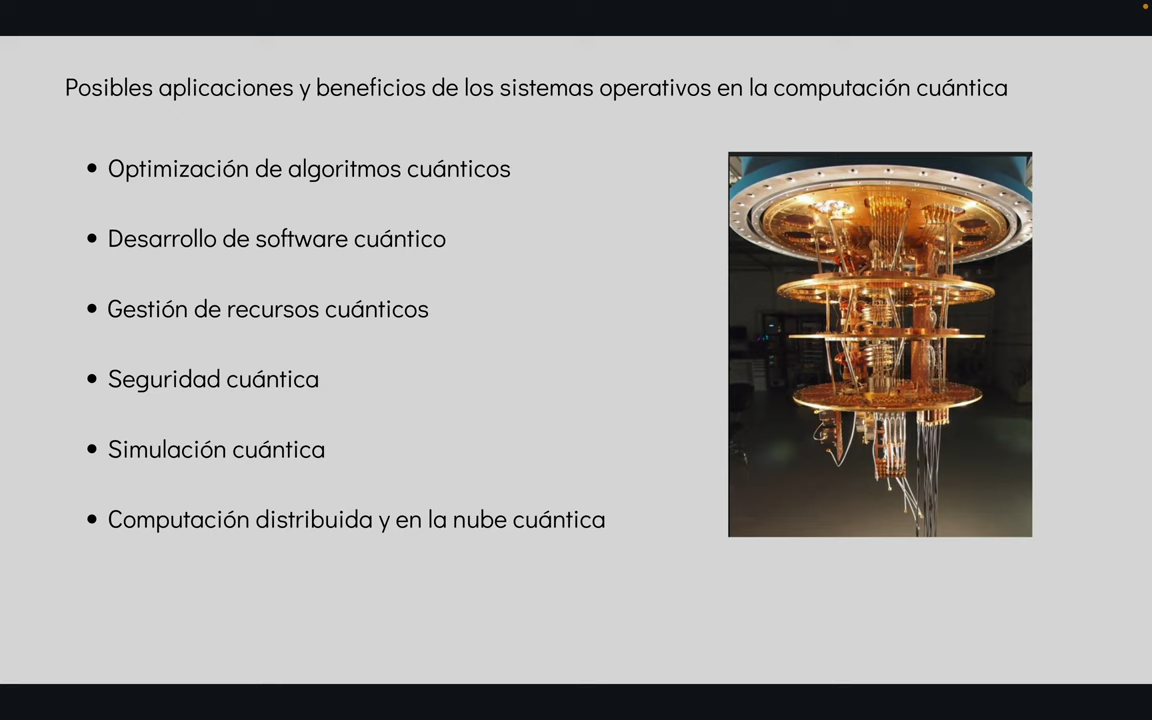 Posibles aplicaciones y beneficios de los sistemas operativos en la computación cuántica
• Optimización de algoritmos cuánticos
• Desarrollo de software cuántico
• Gestión de recursos cuánticos
• Seguridad cuántica
• Simulación cuántica
• Computación distribuida y en la nube cuántica